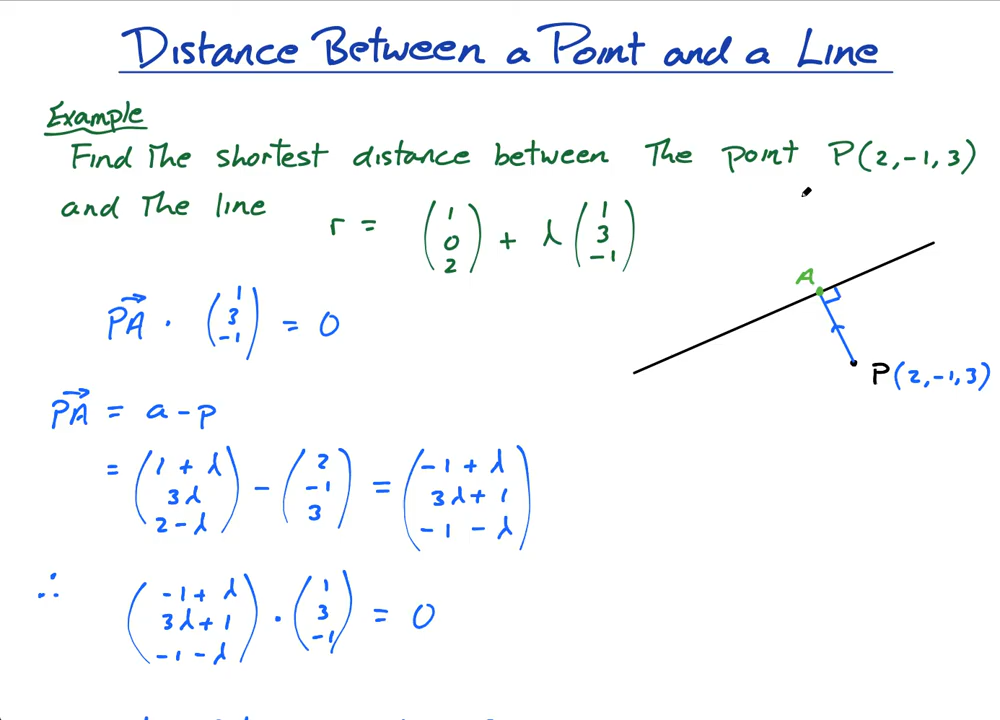 Distance Between a Point and a Line
Example
Find the shortest distance between the point P(2,-1,3)
and the line r = (1 0 2) + λ (1 3 -1)
A
P(2,-1,3)
PA · (1 3 -1) = 0
PA = a - p
= (1 + λ 3λ 2 - λ) - (2 -1 3) = (-1 + λ 3λ + 1 -1 - λ)
∴ (-1 + λ 3λ + 1 -1 - λ) · (1 3 -1) = 0